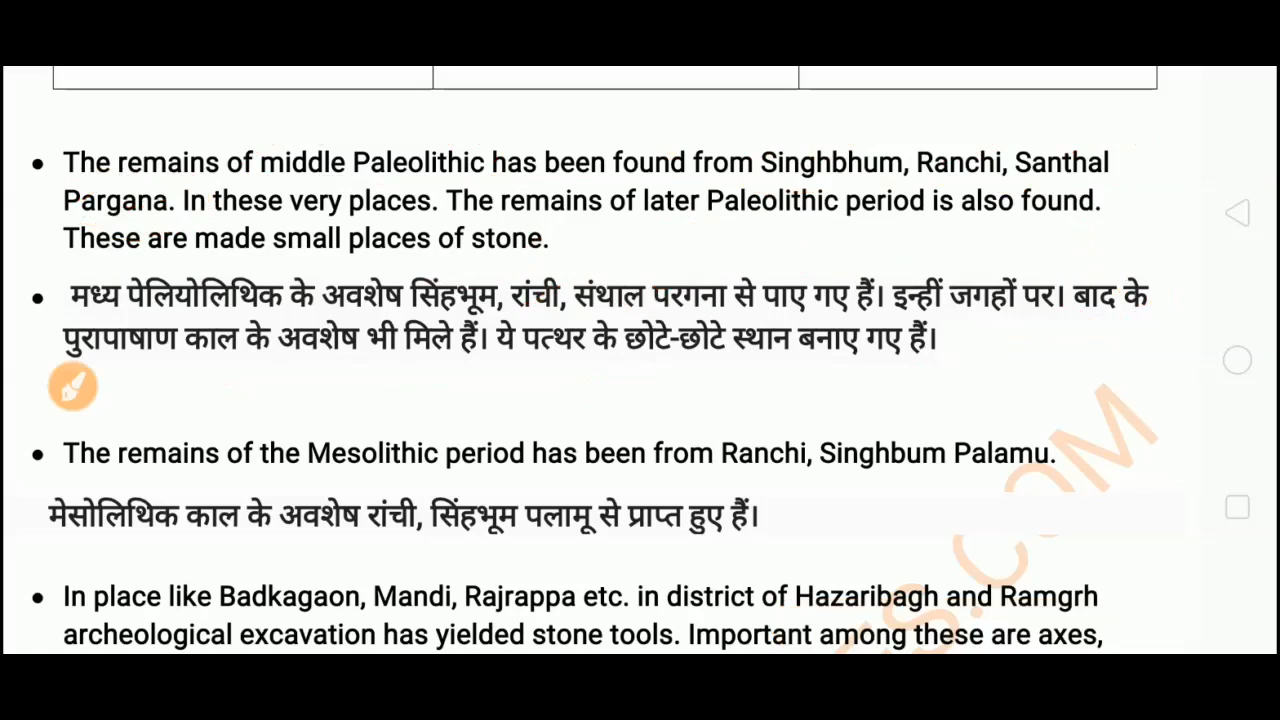 The remains of middle Paleolithic has been found from Singhbhum, Ranchi, Santhal
Pargana. In these very places. The remains of later Paleolithic period is also found.
These are made small places of stone.
मध्य पेलियोलिथिक के अवशेष सिंहभूम, रांची, संथाल परगना से पाए गए हैं। इन्हीं जगहों पर। बाद के
पुरापाषाण काल के अवशेष भी मिले हैं। ये पत्थर के छोटे-छोटे स्थान बनाए गए हैं।
The remains of the Mesolithic period has been from Ranchi, Singhbum Palamu.
मेसोलिथिक काल के अवशेष रांची, सिंहभूम पलामू से प्राप्त हुए हैं।
In place like Badkagaon, Mandi, Rajrappa etc. in district of Hazaribagh and Ramgrh
archeological excavation has yielded stone tools. Important among these are axes,
S.COM